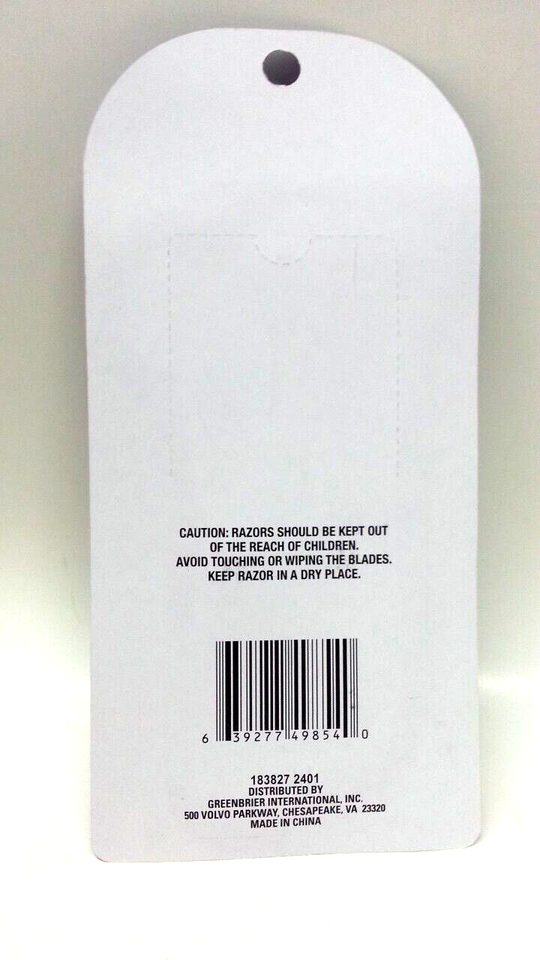 CAUTION: RAZORS SHOULD BE KEPT OUT
OF THE REACH OF CHILDREN.
AVOID TOUCHING OR WIPING THE BLADES.
KEEP RAZOR IN A DRY PLACE.
6 39277 49854 0
183827 2401
DISTRIBUTED BY
GREENBRIER INTERNATIONAL, INC.
500 VOLVO PARKWAY, CHESAPEAKE, VA 23320
MADE IN CHINA